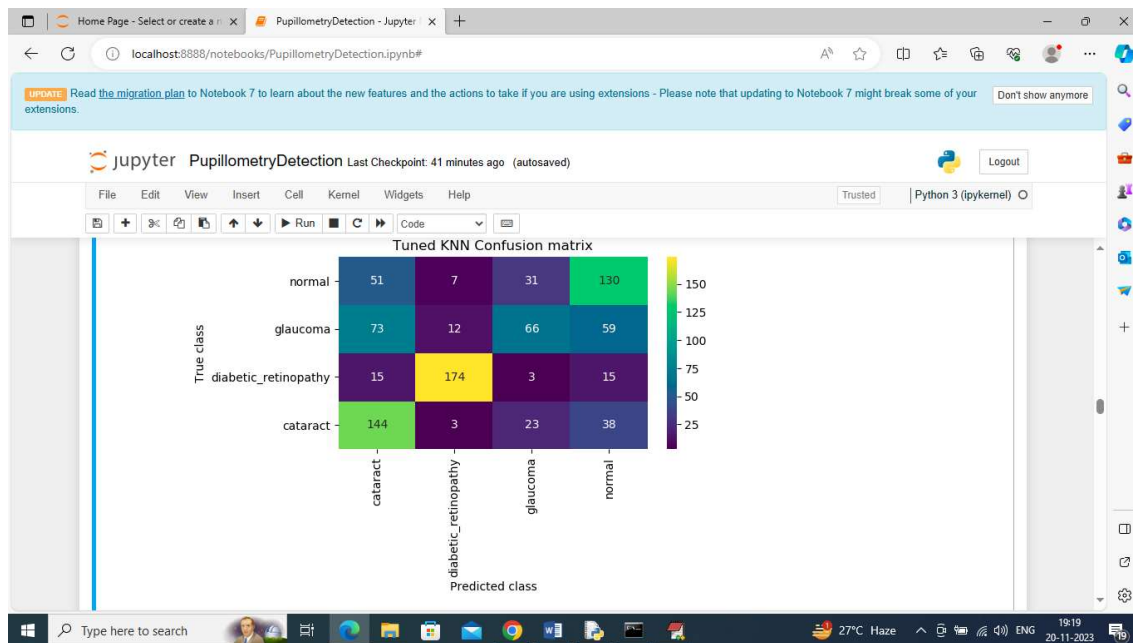 Home Page - Select or create a n
PupillometryDetection - Jupyter
localhost:8888/notebooks/PupillometryDetection.ipynb#
UPDATE Read the migration plan to Notebook 7 to learn about the new features and the actions to take if you are using extensions - Please note that updating to Notebook 7 might break some of your
extensions.
Don't show anymore
jupyter PupillometryDetection Last Checkpoint: 41 minutes ago (autosaved)
Logout
File Edit View Insert Cell Kernel Widgets Help
Trusted
Python 3 (ipykernel)
Run
Code
Tuned KNN Confusion matrix
normal 51 7 31 130
glaucoma 73 12 66 59
diabetic_retinopathy 15 174 3 15
cataract 144 3 23 38
True class
150
125
100
75
50
25
cataract
diabetic_retinopathy
glaucoma
normal
Predicted class
Type here to search
27°C Haze
ENG
19:19
20-11-2023